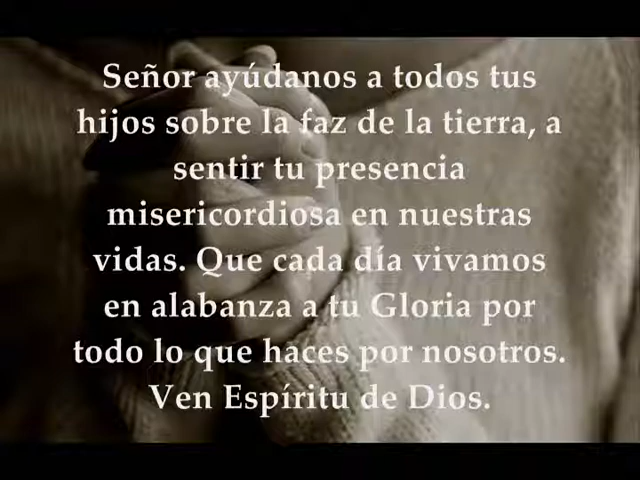 Señor ayúdanos a todos tus
hijos sobre la faz de la tierra, a
sentir tu presencia
misericordiosa en nuestras
vidas. Que cada día vivamos
en alabanza a tu Gloria por
todo lo que haces por nosotros.
Ven Espíritu de Dios.